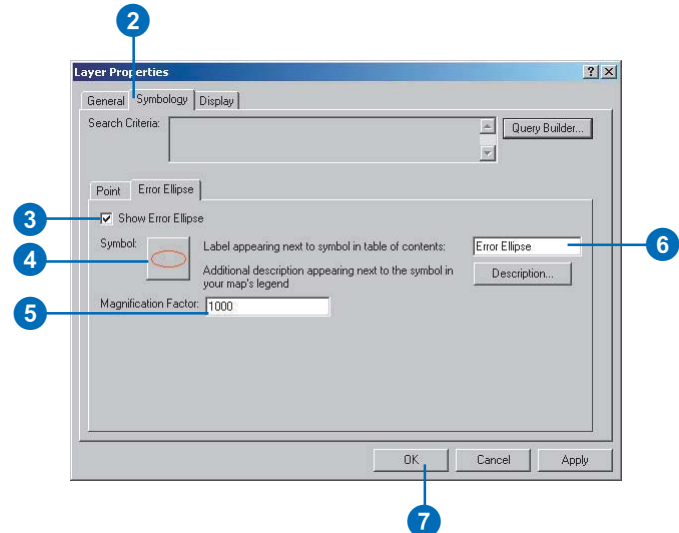 2
Layer Properties
General Symbology Display
Search Criteria:
Query Builder...
Point Error Ellipse
3
Show Error Ellipse
4
Symbol:
Label appearing next to symbol in table of contents:
Error Ellipse
6
Additional description appearing next to the symbol in
your map's legend
Description...
5
Magnification Factor: 1000
OK Cancel Apply
7